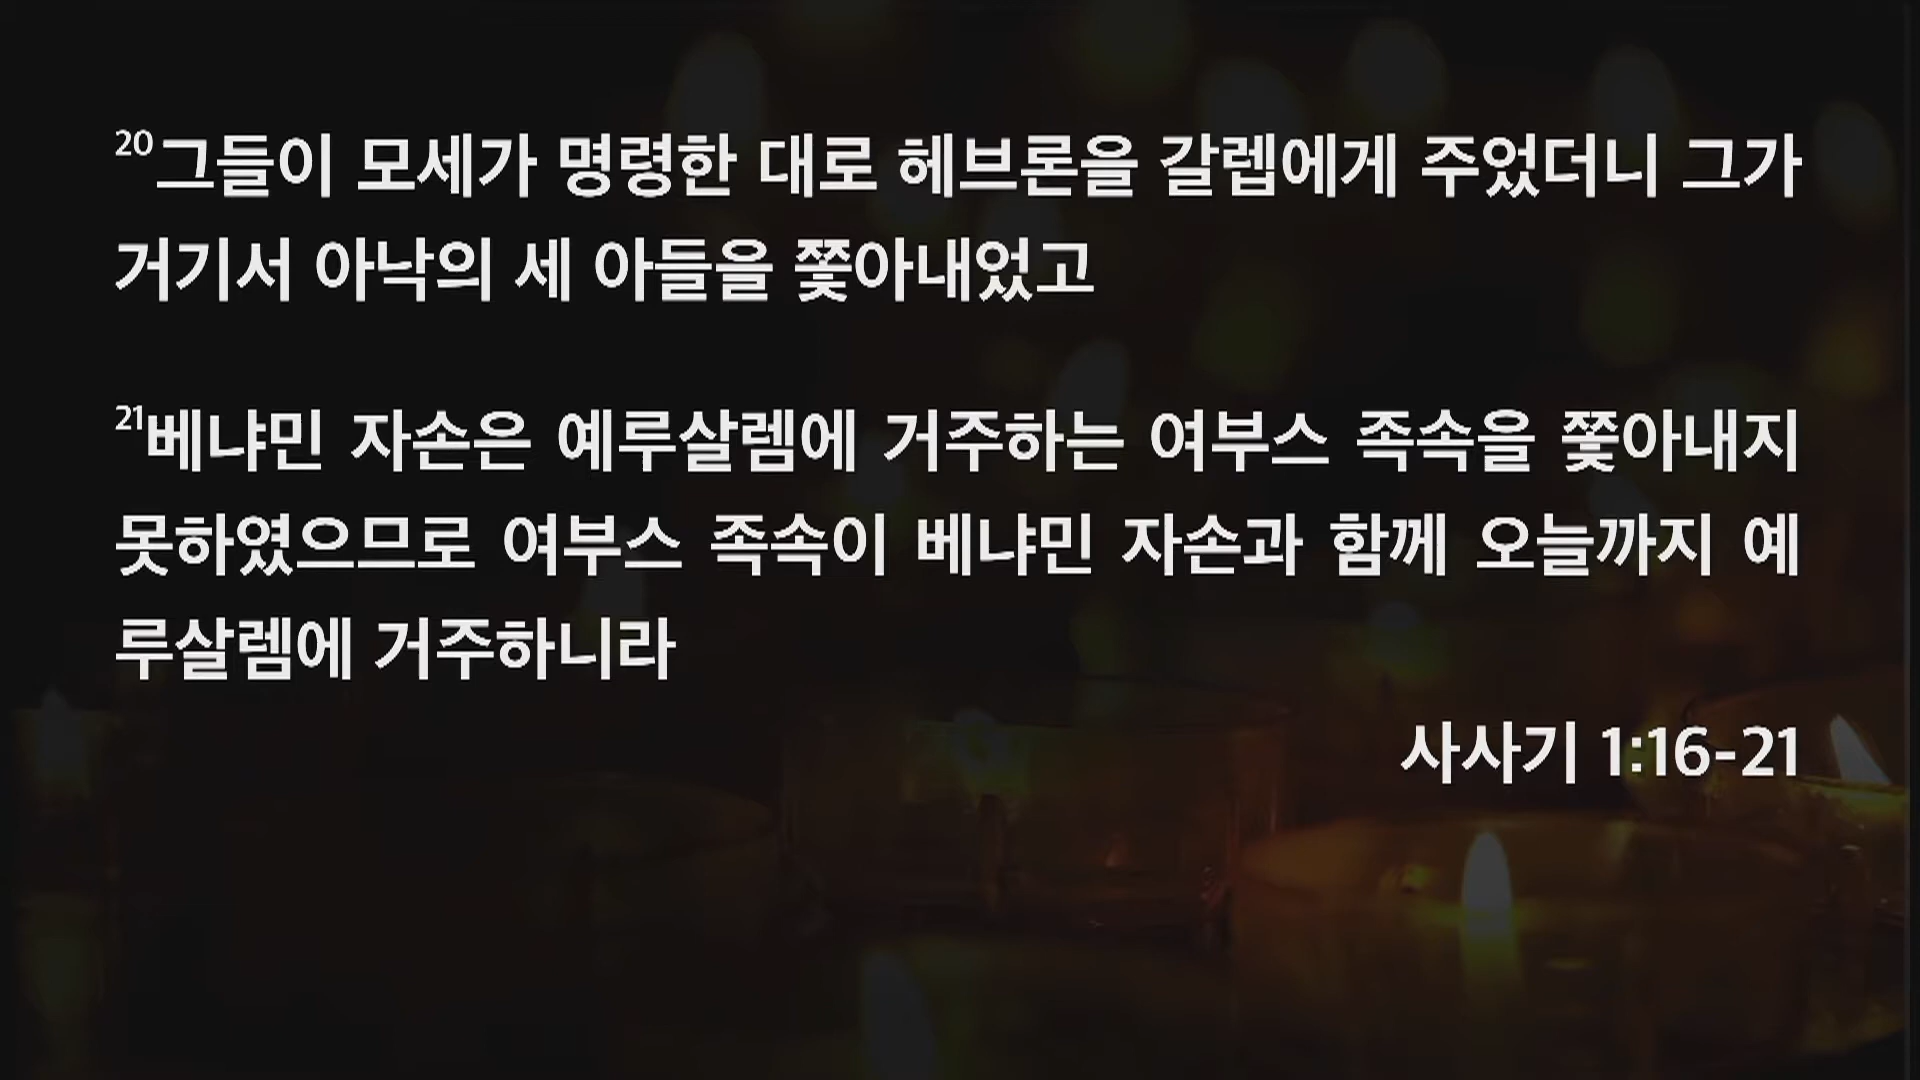 20그들이 모세가 명령한 대로 헤브론을 갈렙에게 주었더니 그가
거기서 아낙의 세 아들을 쫓아내었고
21베냐민 자손은 예루살렘에 거주하는 여부스 족속을 쫓아내지
못하였으므로 여부스 족속이 베냐민 자손과 함께 오늘까지 예
루살렘에 거주하니라
사사기 1:16-21